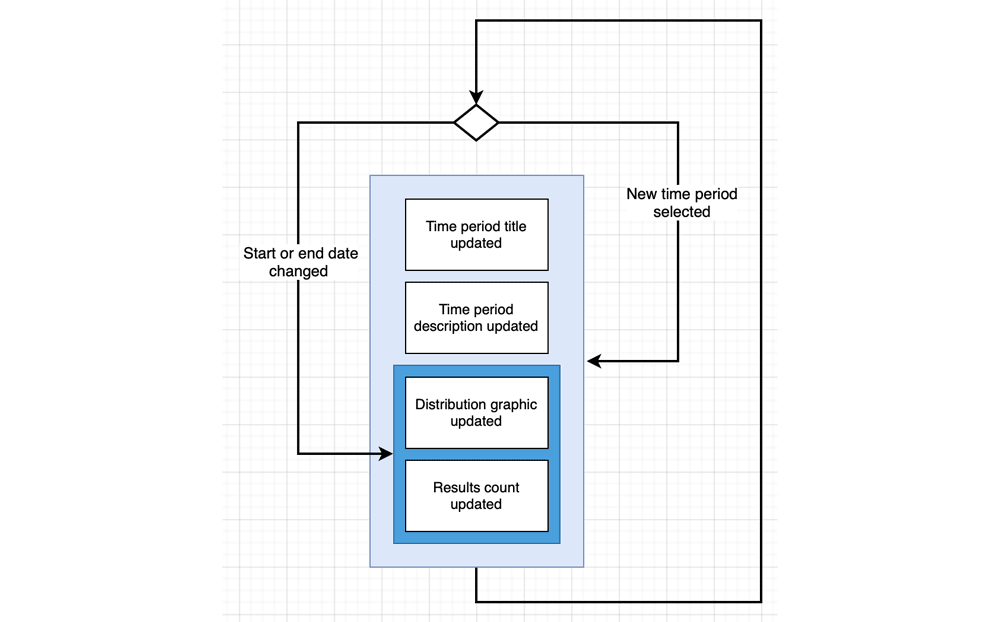 New time period
selected
Time period title
updated
Start or end date
changed
Time period
description updated
Distribution graphic
updated
Results count
updated